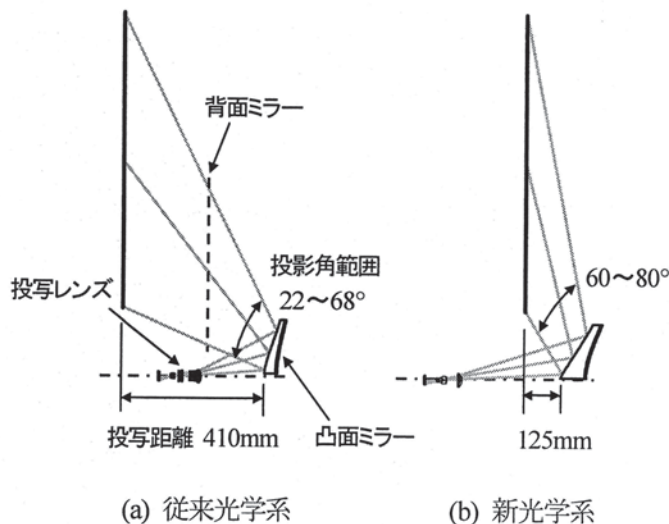 背面ミラー
投影角範囲
22～68°
投写レンズ
投写距離 410mm
凸面ミラー
(a) 従来光学系
60～80°
125mm
(b) 新光学系